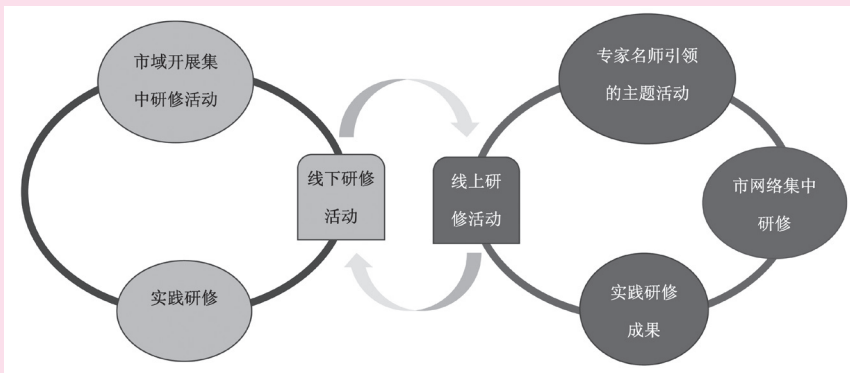 市域开展集
中研修活动
线下研修
活动
实践研修
专家名师引领
的主题活动
线上研
修活动
市网络集中
研修
实践研修
成果